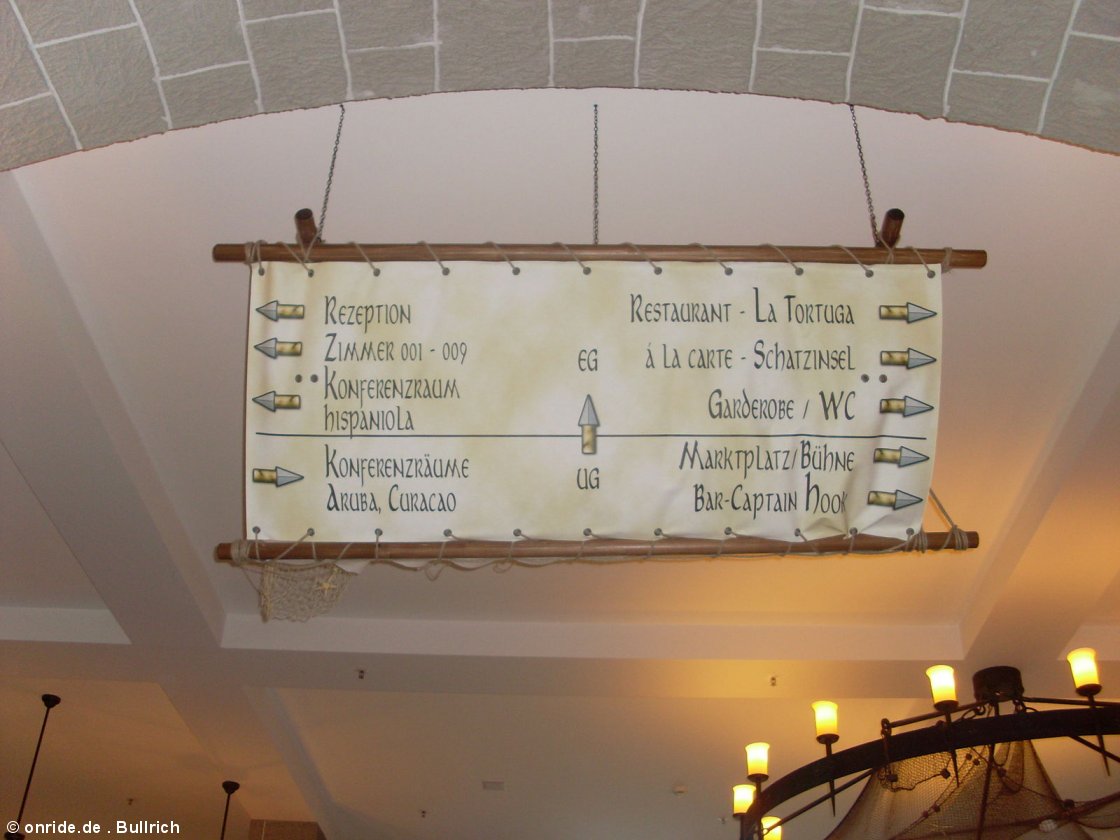 Rezeption
Zimmer 001 - 009
Konferenzraum
Hispaniola
Konferenzräume
Aruba, Curacao
EG
UG
Restaurant - La Tortuga
á la carte - Schatzinsel
Garderobe / WC
Marktplatz/Bühne
Bar-Captain Hook
© onride.de . Bullrich